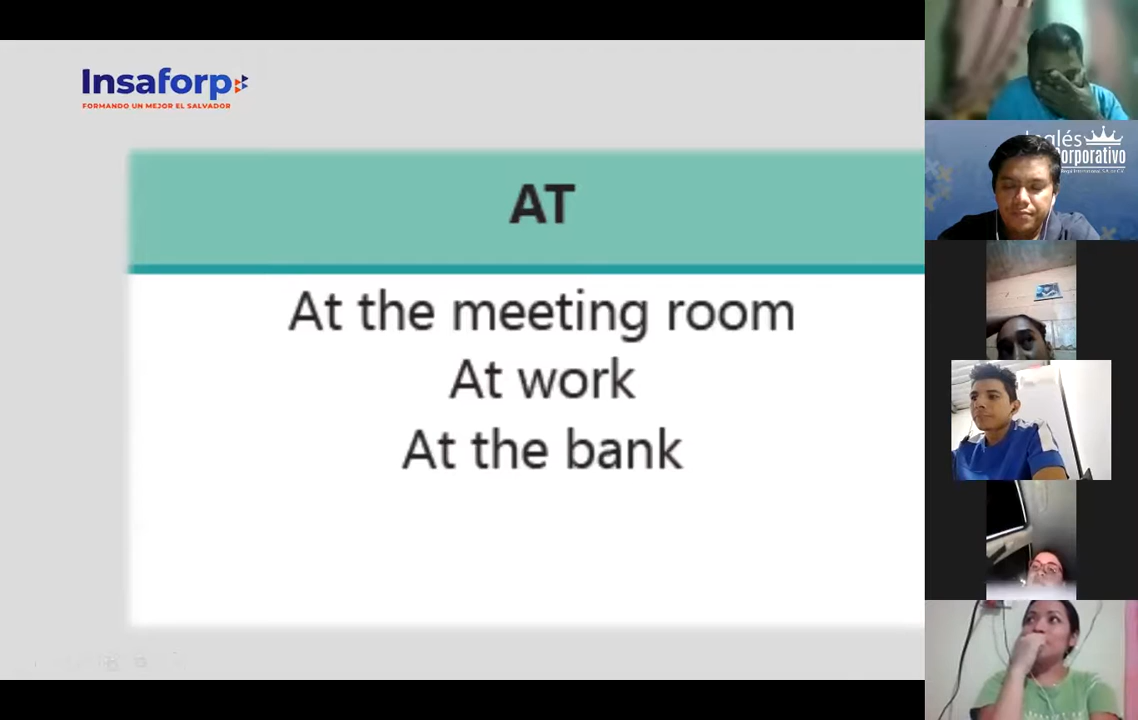 Insaforp
FORMANDO UN MEJOR EL SALVADOR
AT
At the meeting room
At work
At the bank
Inglés
Corporativo